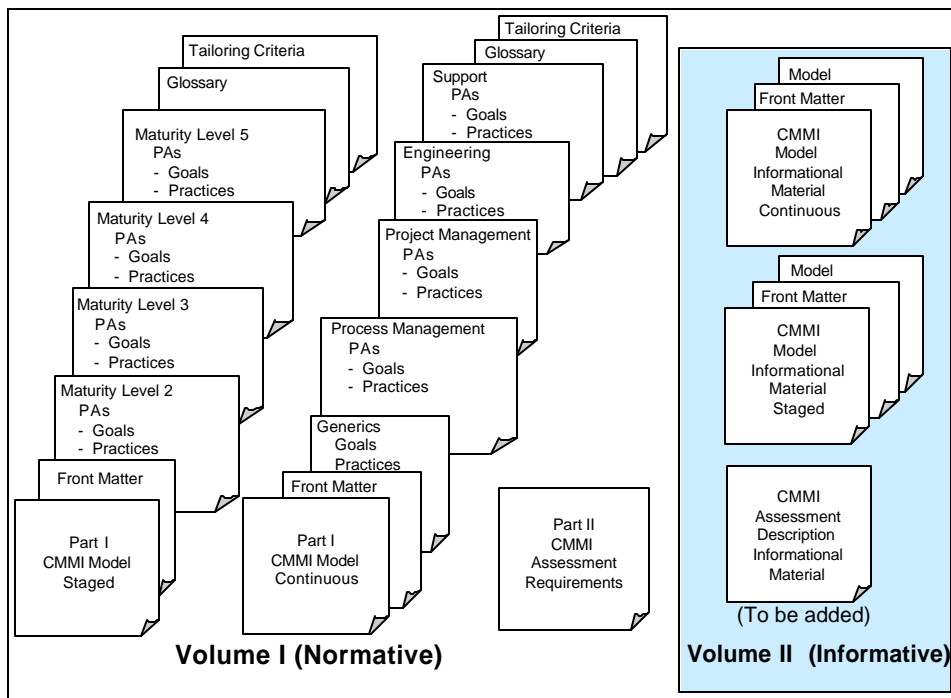 Tailoring Criteria
Glossary
Maturity Level 5
PAs
- Goals
- Practices
Maturity Level 4
PAs
- Goals
- Practices
Maturity Level 3
PAs
- Goals
- Practices
Maturity Level 2
PAs
- Goals
- Practices
Front Matter
Part I
CMMI Model
Staged
Tailoring Criteria
Glossary
Support
PAs
- Goals
- Practices
Engineering
PAs
- Goals
- Practices
Project Management
PAs
- Goals
- Practices
Process Management
PAs
- Goals
- Practices
Generics
Goals
Practices
Front Matter
Part I
CMMI Model
Continuous
Part II
CMMI
Assessment
Requirements
Volume I (Normative)
Model
Front Matter
CMMI
Model
Informational
Material
Continuous
Model
Front Matter
CMMI
Model
Informational
Material
Staged
CMMI
Assessment
Description
Informational
Material
(To be added)
Volume II (Informative)